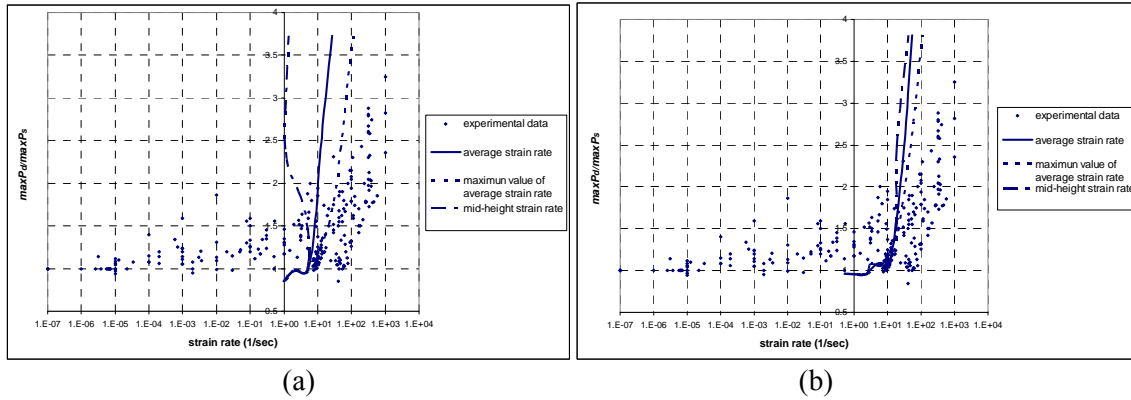 4
3.5
3
2.5
2
1.5
1
0.5
maxPd/maxPs
1.E-07 1.E-06 1.E-05 1.E-04 1.E-03 1.E-02 1.E-01 1.E+00 1.E+01 1.E+02 1.E+03 1.E+04
strain rate (1/sec)
experimental data
average strain rate
maximun value of
average strain rate
mid-height strain rate
(a)
4
3.5
3
2.5
2
1.5
1
0.5
maxPd/maxPs
1.E-07 1.E-06 1.E-05 1.E-04 1.E-03 1.E-02 1.E-01 1.E+00 1.E+01 1.E+02 1.E+03 1.E+04
strain rate (1/sec)
experimental data
average strain rate
maximun value of
average strain rate
mid-height strain rate
(b)